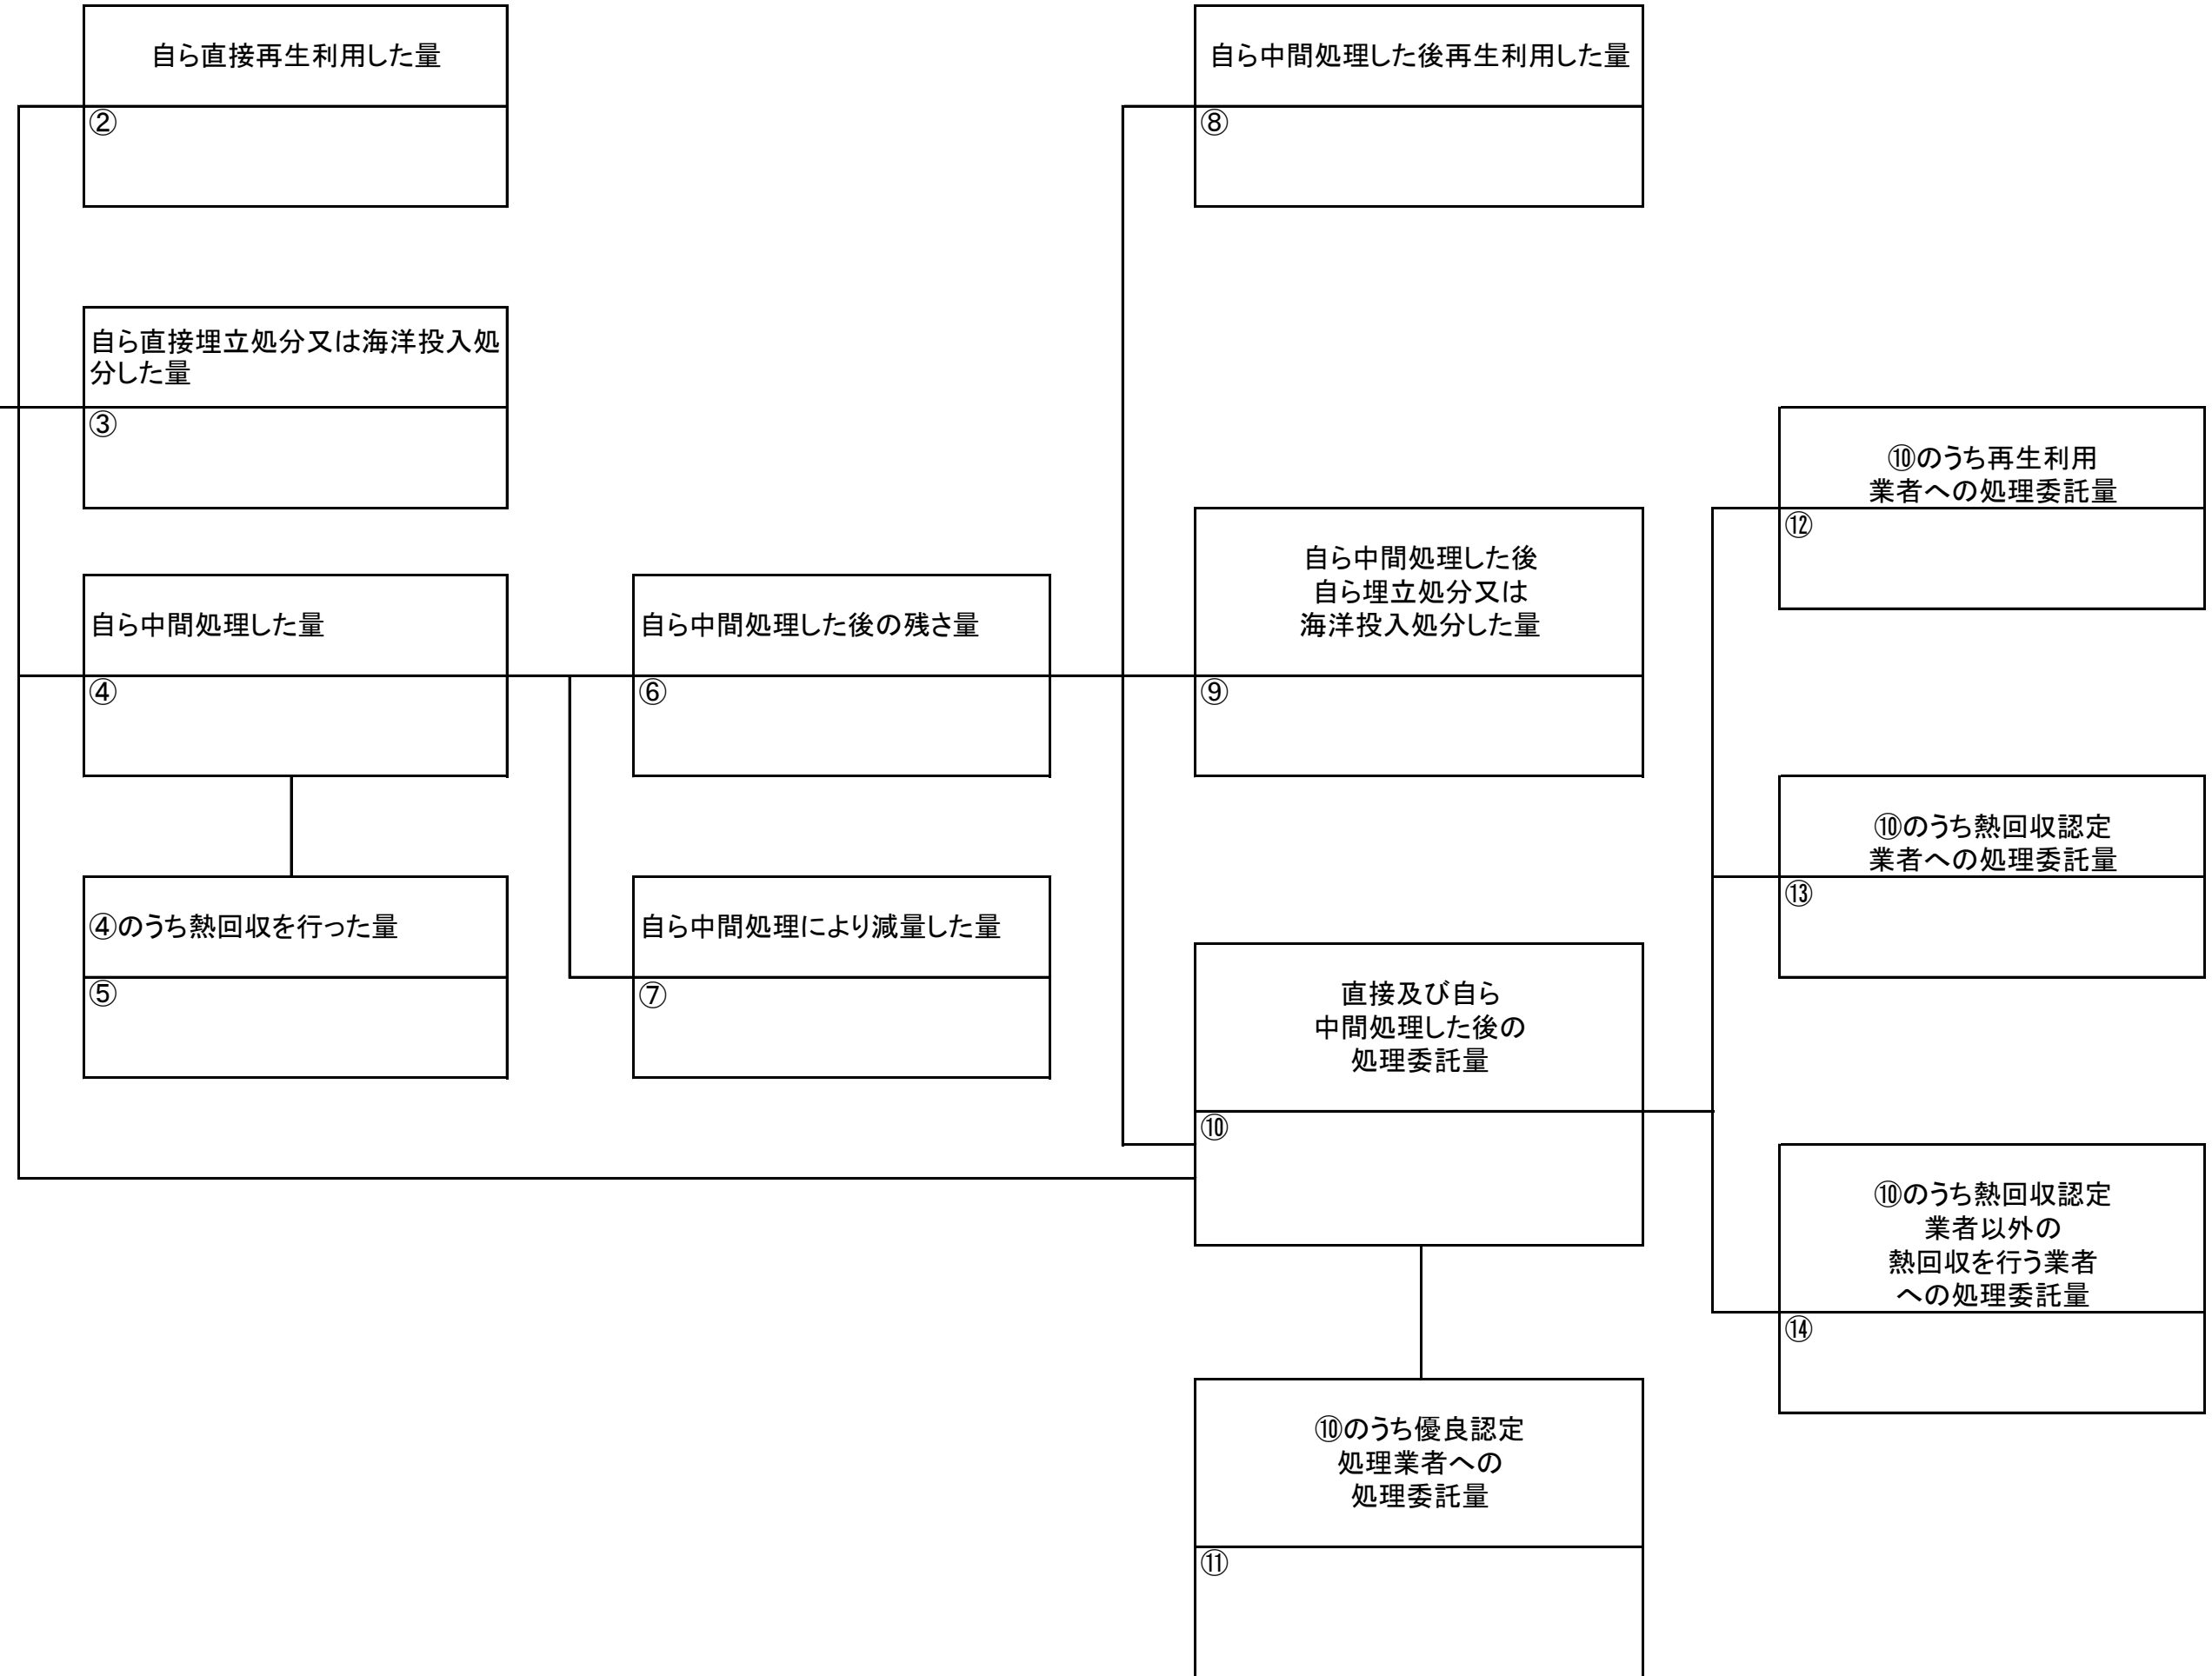 自ら直接再生利用した量
②
自ら中間処理した後再生利用した量
⑧
自ら直接埋立処分又は海洋投入処
分した量
③
⑩のうち再生利用
業者への処理委託量
⑫
自ら中間処理した量
④
自ら中間処理した後の残さ量
⑥
自ら中間処理した後
自ら埋立処分又は
海洋投入処分した量
⑨
⑩のうち熱回収認定
業者への処理委託量
⑬
④のうち熱回収を行った量
⑤
自ら中間処理により減量した量
⑦
直接及び自ら
中間処理した後の
処理委託量
⑩
⑩のうち熱回収認定
業者以外の
熱回収を行う業者
への処理委託量
⑭
⑩のうち優良認定
処理業者への
処理委託量
⑪